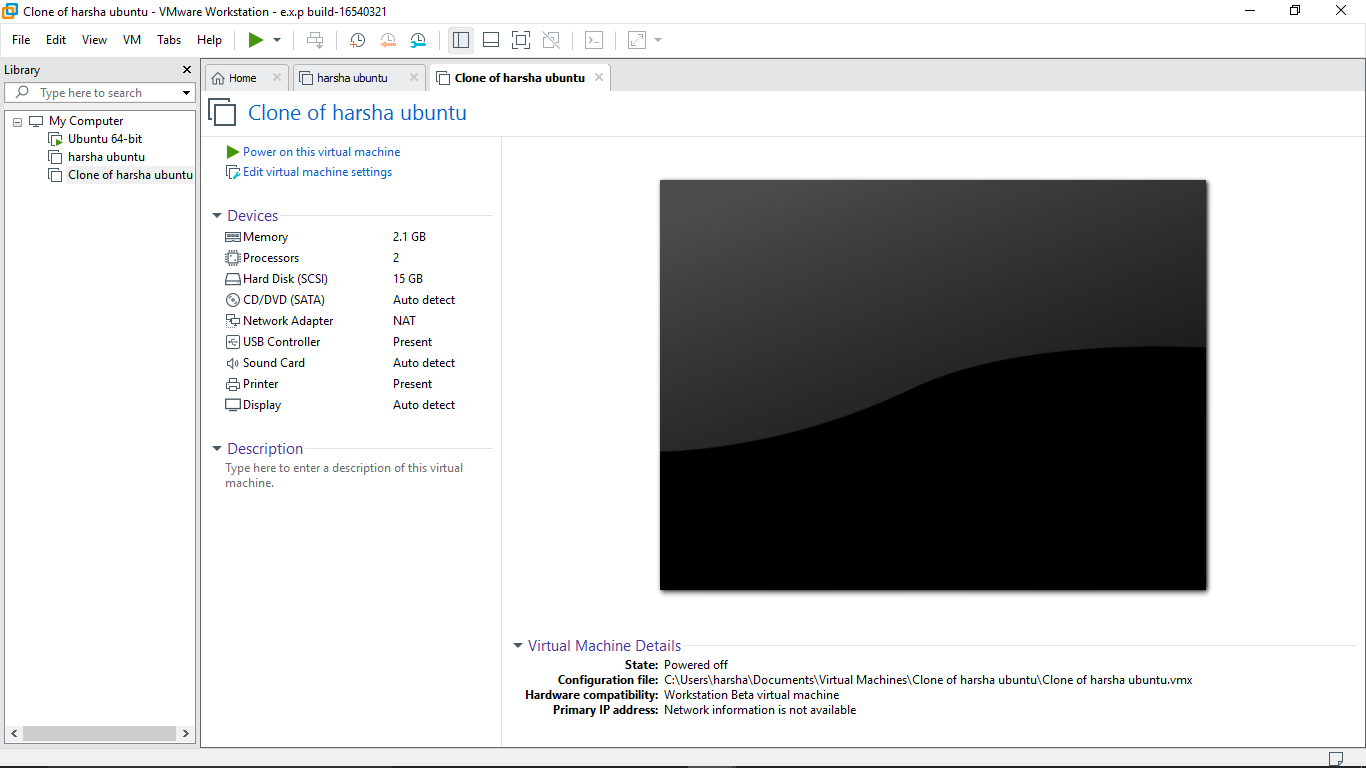 Clone of harsha ubuntu - VMware Workstation - e.x.p build-16540321
File Edit View VM Tabs Help
Library
Type here to search
My Computer
Ubuntu 64-bit
harsha ubuntu
Clone of harsha ubuntu
Home harsha ubuntu Clone of harsha ubuntu
Clone of harsha ubuntu
Power on this virtual machine
Edit virtual machine settings
Devices
Memory 2.1 GB
Processors 2
Hard Disk (SCSI) 15 GB
CD/DVD (SATA) Auto detect
Network Adapter NAT
USB Controller Present
Sound Card Auto detect
Printer Present
Display Auto detect
Description
Type here to enter a description of this virtual
machine.
Virtual Machine Details
State: Powered off
Configuration file: C:\Users\harsha\Documents\Virtual Machines\Clone of harsha ubuntu\Clone of harsha ubuntu.vmx
Hardware compatibility: Workstation Beta virtual machine
Primary IP address: Network information is not available